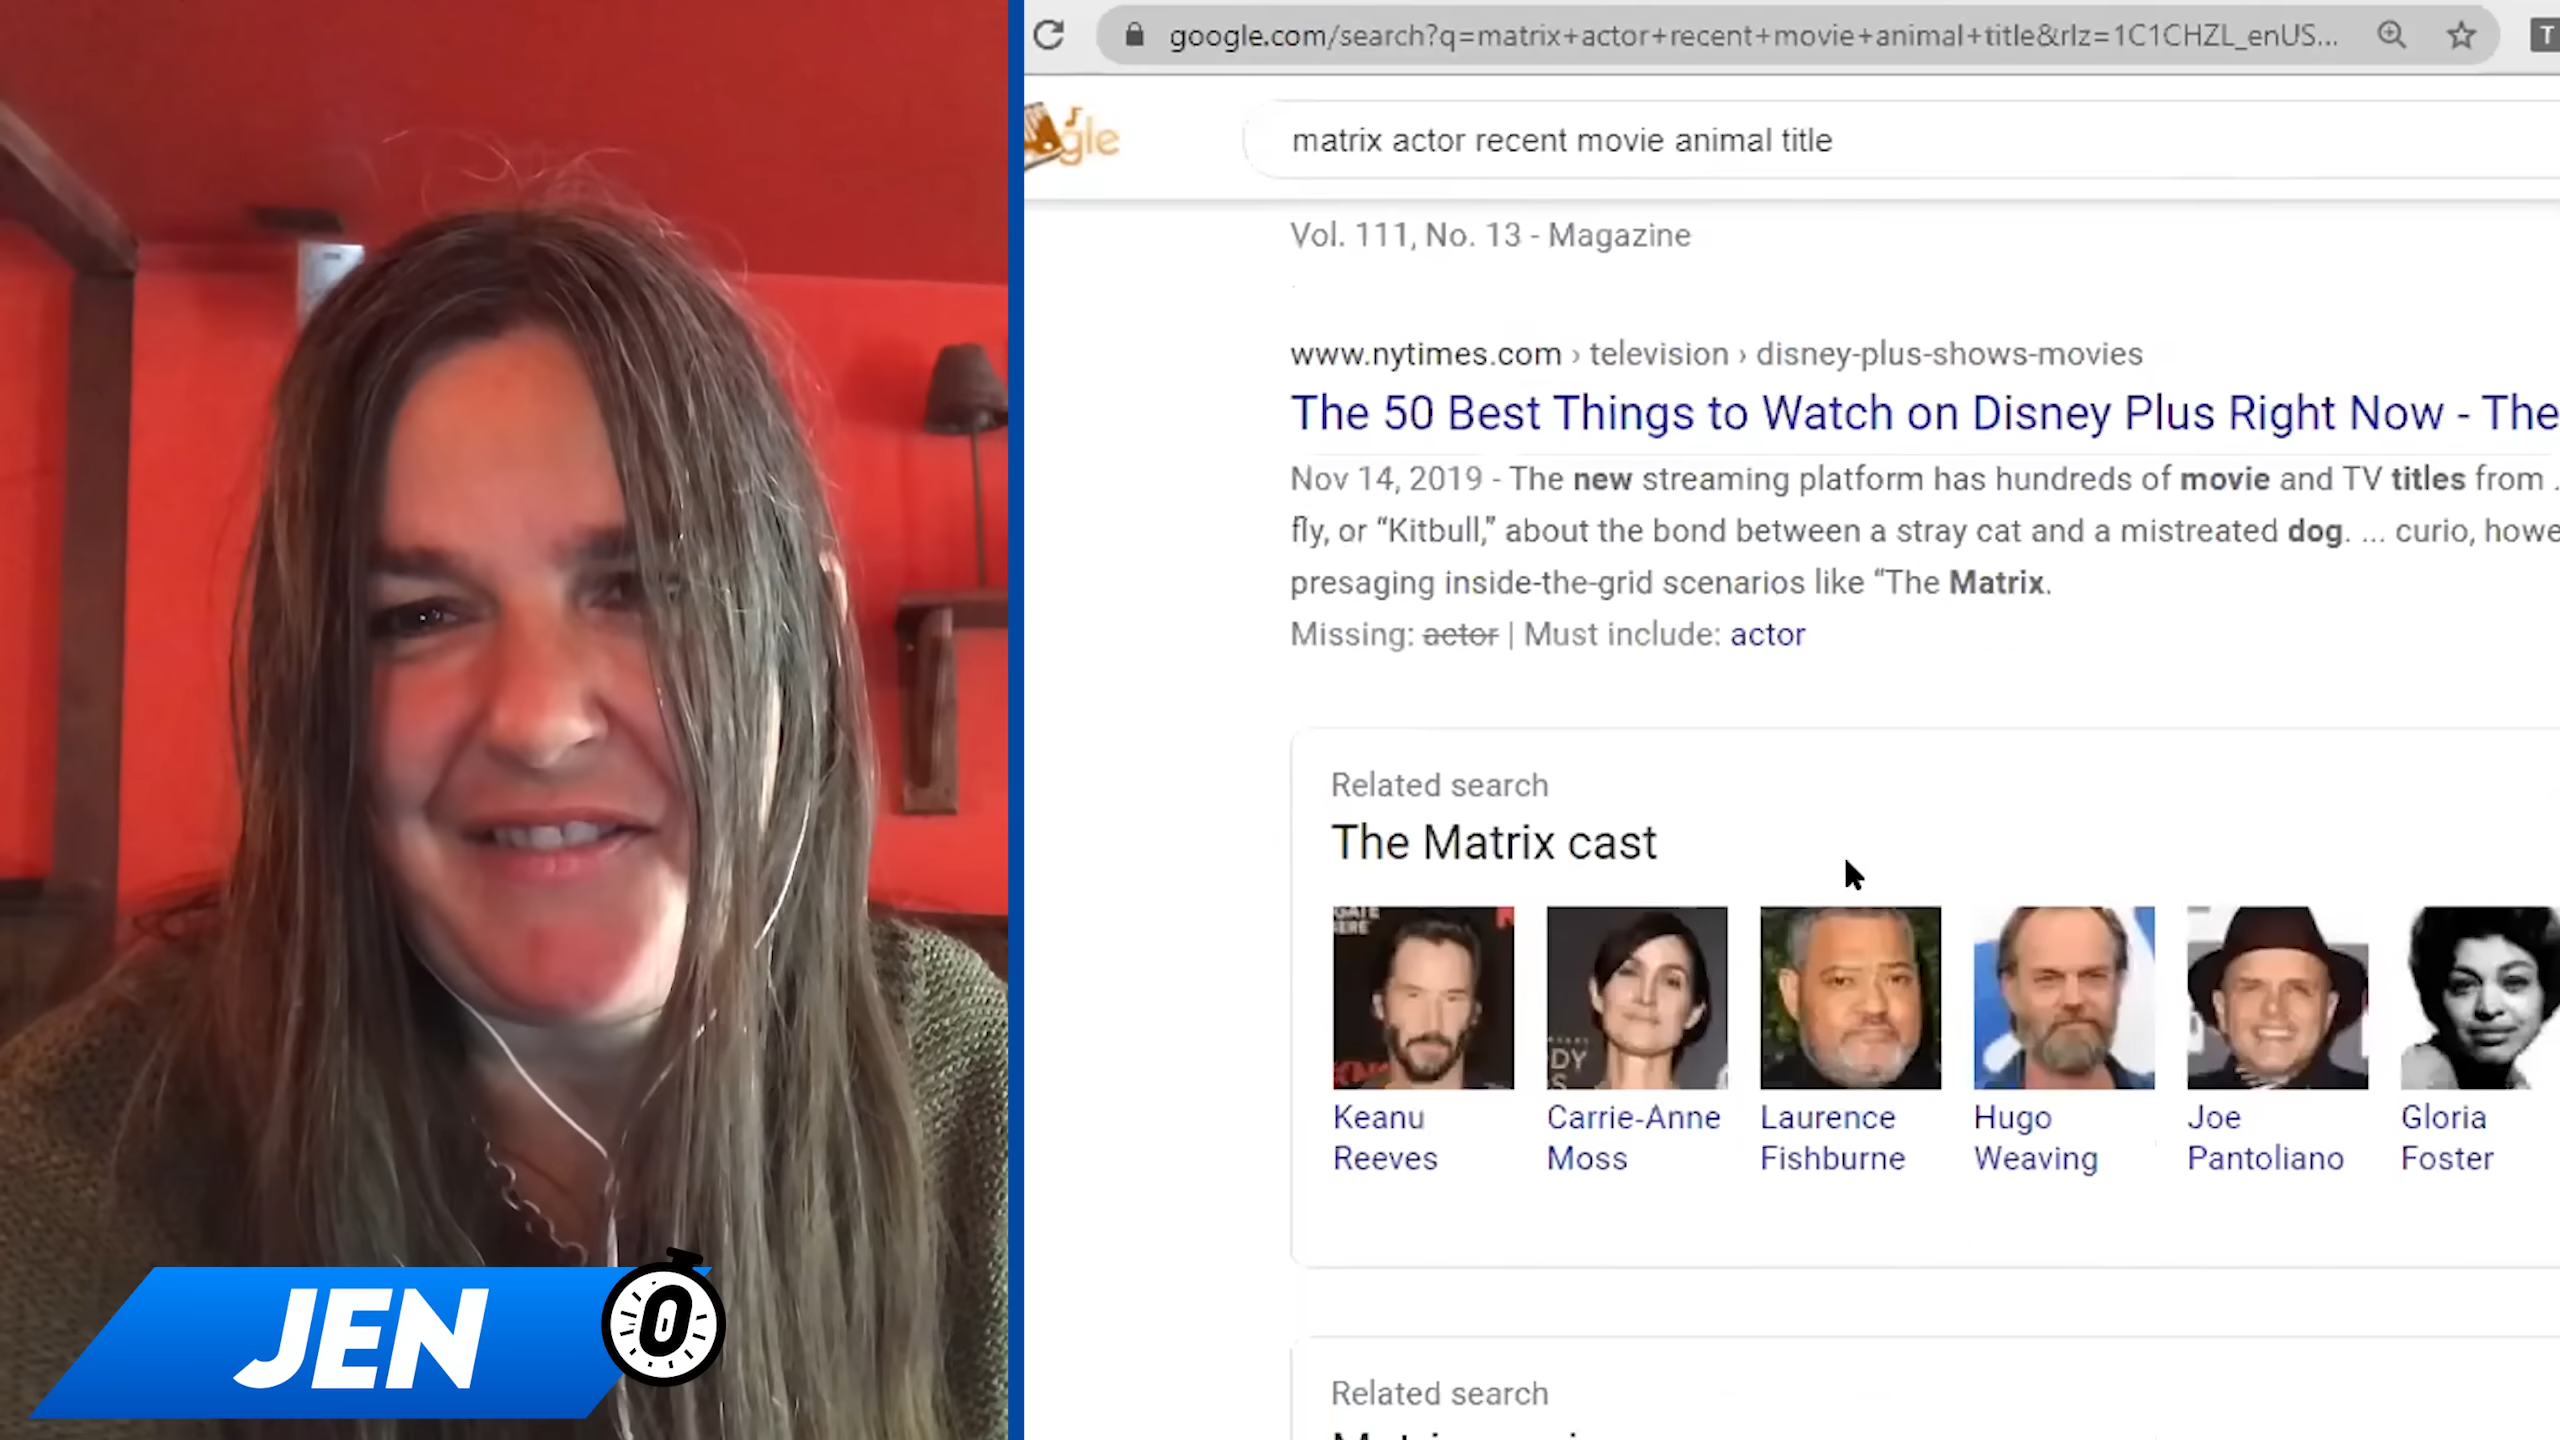 google.com/search?q=matrix+actor+recent+movie+animal+title&rlz=1C1CHZL_enUS...
T
gle
matrix actor recent movie animal title
Vol. 111, No. 13 - Magazine
www.nytimes.com › television › disney-plus-shows-movies
The 50 Best Things to Watch on Disney Plus Right Now - The
Nov 14, 2019 - The new streaming platform has hundreds of movie and TV titles from .
fly, or “Kitbull,” about the bond between a stray cat and a mistreated dog. ... curio, howe
presaging inside-the-grid scenarios like “The Matrix.
Missing: actor | Must include: actor
Related search
The Matrix cast
GATE
ERE
DY
S
Keanu
Reeves
Carrie-Anne
Moss
Laurence
Fishburne
Hugo
Weaving
Joe
Pantoliano
Gloria
Foster
Related search
JEN
0